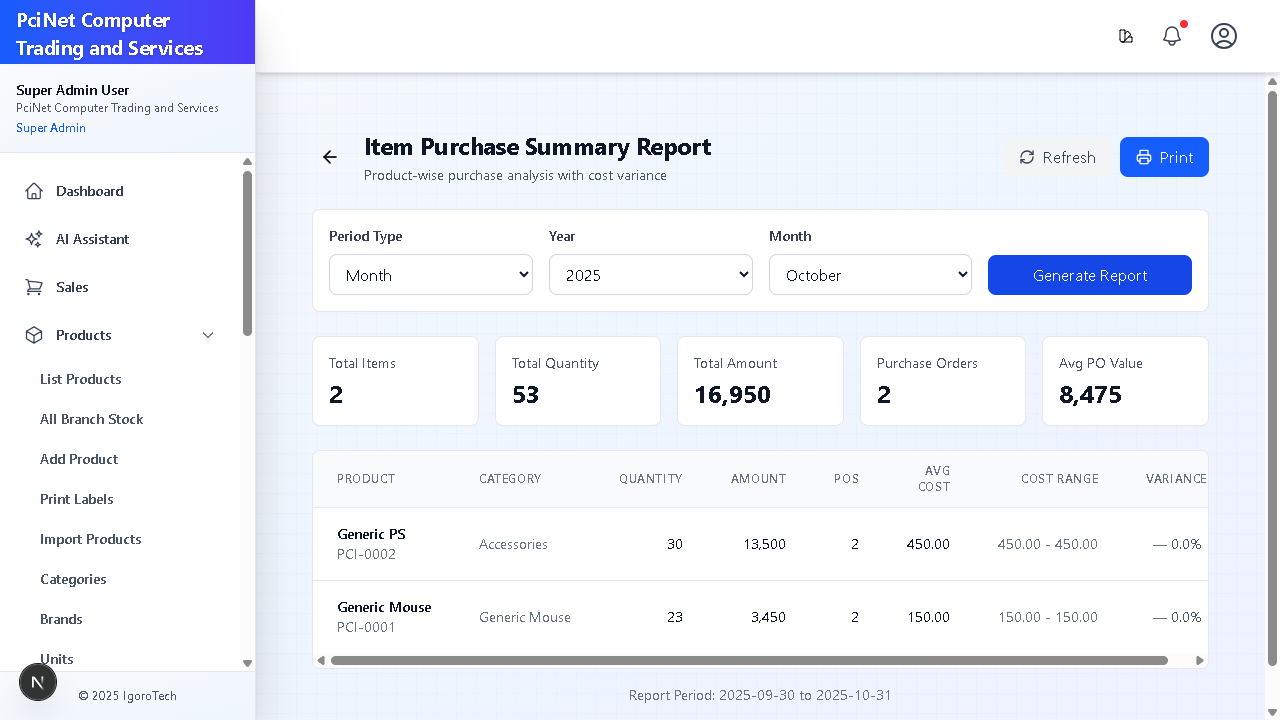 PciNet Computer
Trading and Services
Super Admin User
PciNet Computer Trading and Services
Super Admin
Dashboard
AI Assistant
Sales
Products
List Products
All Branch Stock
Add Product
Print Labels
Import Products
Categories
Brands
Units
N
© 2025 IgoroTech
Item Purchase Summary Report
Product-wise purchase analysis with cost variance
Refresh
Print
Period Type
Year
Month
Month
2025
October
Generate Report
Total Items
2
Total Quantity
53
Total Amount
16,950
Purchase Orders
2
Avg PO Value
8,475
PRODUCT CATEGORY QUANTITY AMOUNT POS AVG COST COST RANGE VARIANCE
Generic PS
PCI-0002
Accessories 30 13,500 2 450.00 450.00 - 450.00 — 0.0%
Generic Mouse
PCI-0001
Generic Mouse 23 3,450 2 150.00 150.00 - 150.00 — 0.0%
Report Period: 2025-09-30 to 2025-10-31